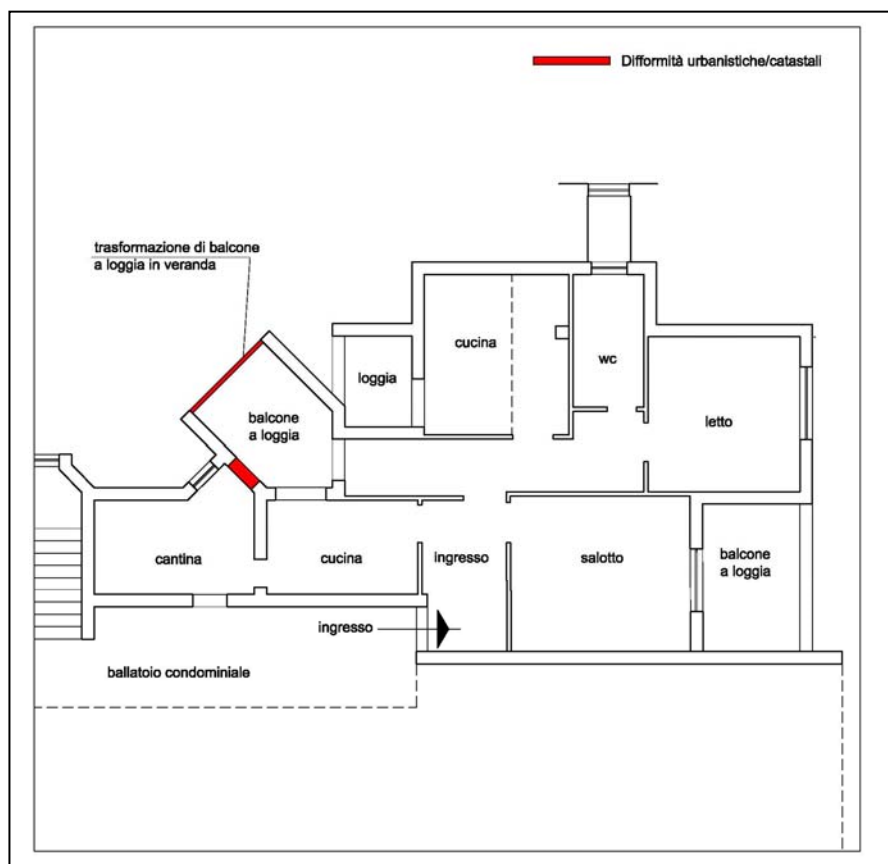 Difformità urbanistiche/catastali
trasformazione di balcone
a loggia in veranda
cucina
wc
loggia
letto
balcone
a loggia
cantina
cucina
ingresso
salotto
balcone
a loggia
ingresso
ballatoio condominiale